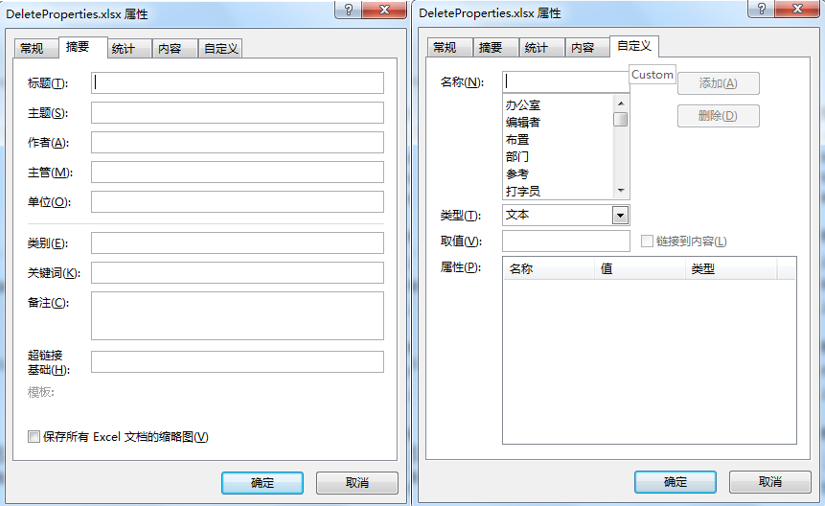 DeleteProperties.xlsx 属性
?
常规 摘要 统计 内容 自定义
标题(T):
主题(S):
作者(A):
主管(M):
单位(O):
类别(E):
关键词(K):
备注(C):
超链接
基础(H):
模板:
保存所有 Excel 文档的缩略图(V)
确定 取消
DeleteProperties.xlsx 属性
?
常规 摘要 统计 内容 自定义
Custom
名称(N): 添加(A)
办公室 删除(D)
编辑者
布置
部门
参考
打字员
类型(T): 文本
取值(V): 链接到内容(L)
属性(P): 名称 值 类型
确定 取消